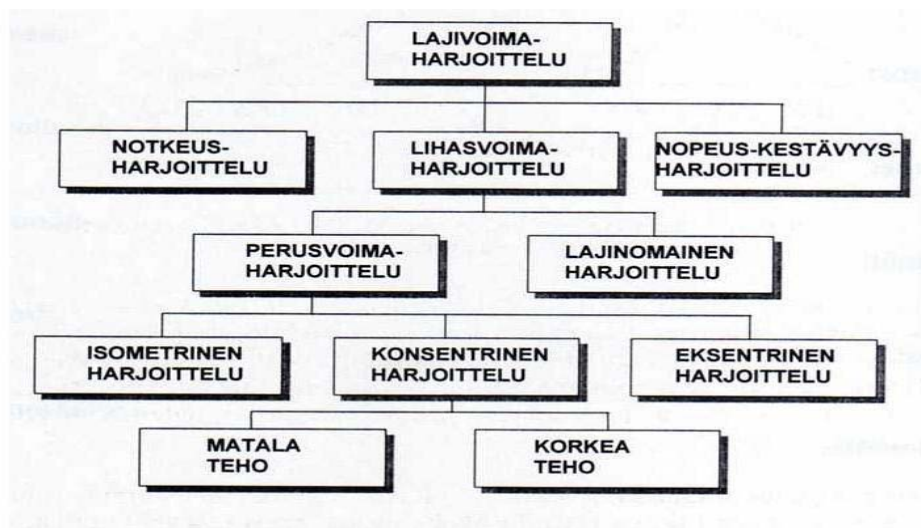 LAJIVOIMA-
HARJOITTELU
NOTKEUS-
HARJOITTELU
LIHASVOIMA-
HARJOITTELU
NOPEUS-KESTÄVYYS-
HARJOITTELU
PERUSVOIMA-
HARJOITTELU
LAJINOMAINEN
HARJOITTELU
ISOMETRINEN
HARJOITTELU
KONSENTRINEN
HARJOITTELU
EKSENTRINEN
HARJOITTELU
MATALA
TEHO
KORKEA
TEHO